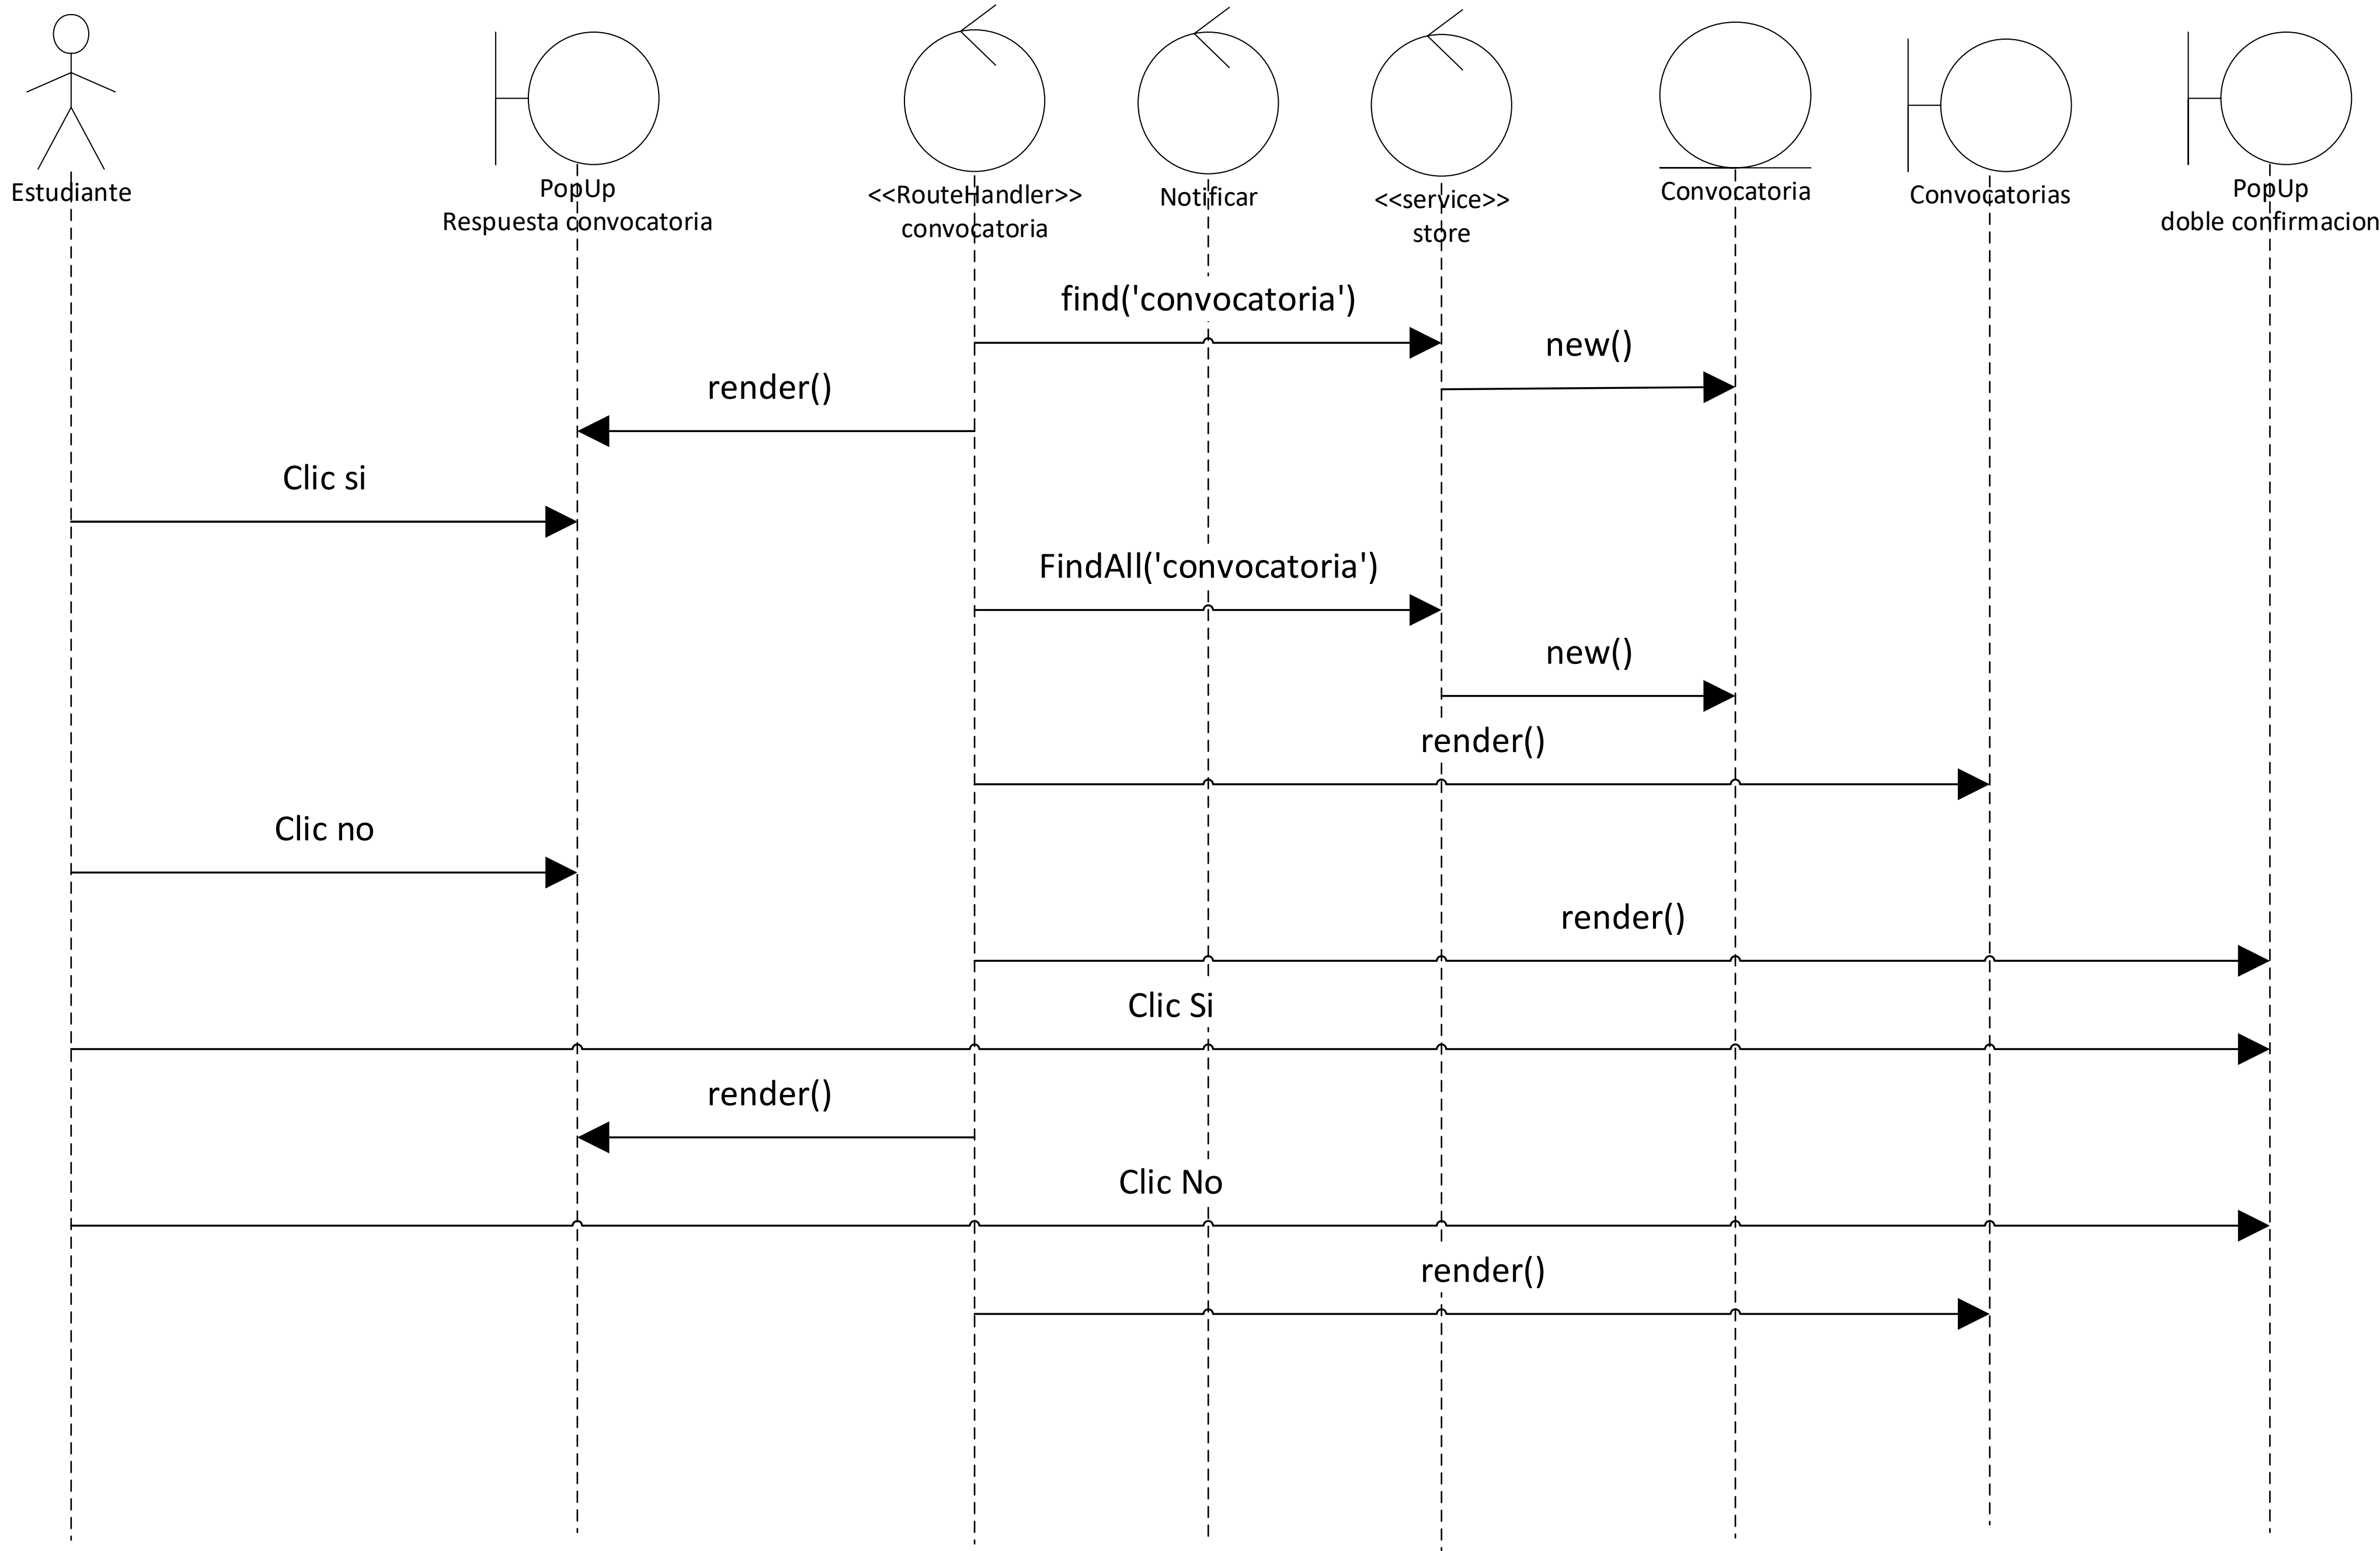 Estudiante
PopUp
Respuesta convocatoria
<<RouteHandler>>
convocatoria
Notificar
<<service>>
store
Convocatoria
Convocatorias
PopUp
doble confirmacion
find('convocatoria')
new()
render()
Clic si
FindAll('convocatoria')
new()
render()
Clic no
render()
Clic Si
render()
Clic No
render()